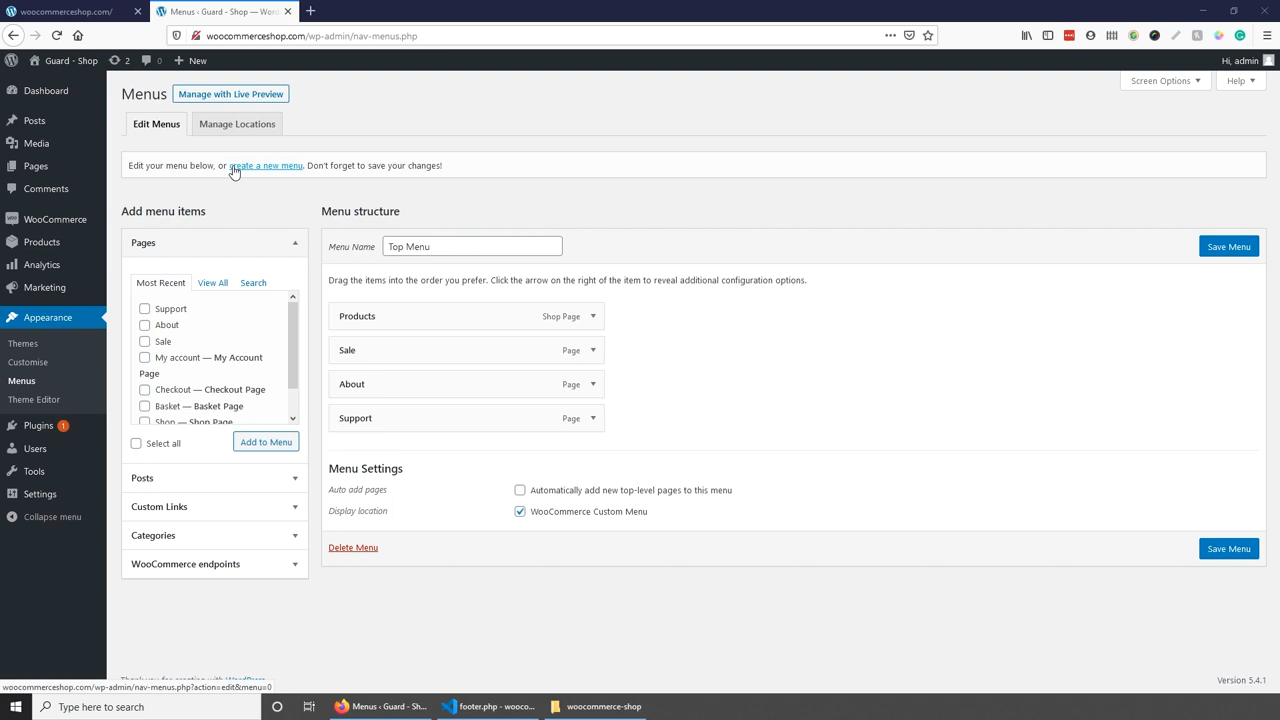 woocommerceshop.com/
Menus ‹ Guard - Shop — Word
woocommerceshop.com/wp-admin/nav-menus.php
Guard - Shop
2
0
New
Hi, admin
Dashboard
Posts
Media
Pages
Comments
WooCommerce
Products
Analytics
Marketing
Appearance
Themes
Customise
Menus
Theme Editor
Plugins 1
Users
Tools
Settings
Collapse menu
Menus
Manage with Live Preview
Screen Options
Help
Edit Menus
Manage Locations
Edit your menu below, or create a new menu. Don't forget to save your changes!
Add menu items
Pages
Most Recent
View All
Search
Support
About
Sale
My account — My Account
Page
Checkout — Checkout Page
Basket — Basket Page
Shop — Shop Page
Select all
Add to Menu
Posts
Custom Links
Categories
WooCommerce endpoints
Menu structure
Menu Name
Top Menu
Save Menu
Drag the items into the order you prefer. Click the arrow on the right of the item to reveal additional configuration options.
Products
Shop Page
Sale
Page
About
Page
Support
Page
Menu Settings
Auto add pages
Automatically add new top-level pages to this menu
Display location
WooCommerce Custom Menu
Delete Menu
Save Menu
Thank you for creating with WordPress
Version 5.4.1
woocommerceshop.com/wp-admin/nav-menus.php?action=edit&menu=0
Type here to search
Menus ‹ Guard - Sh...
footer.php - wooco...
woocommerce-shop